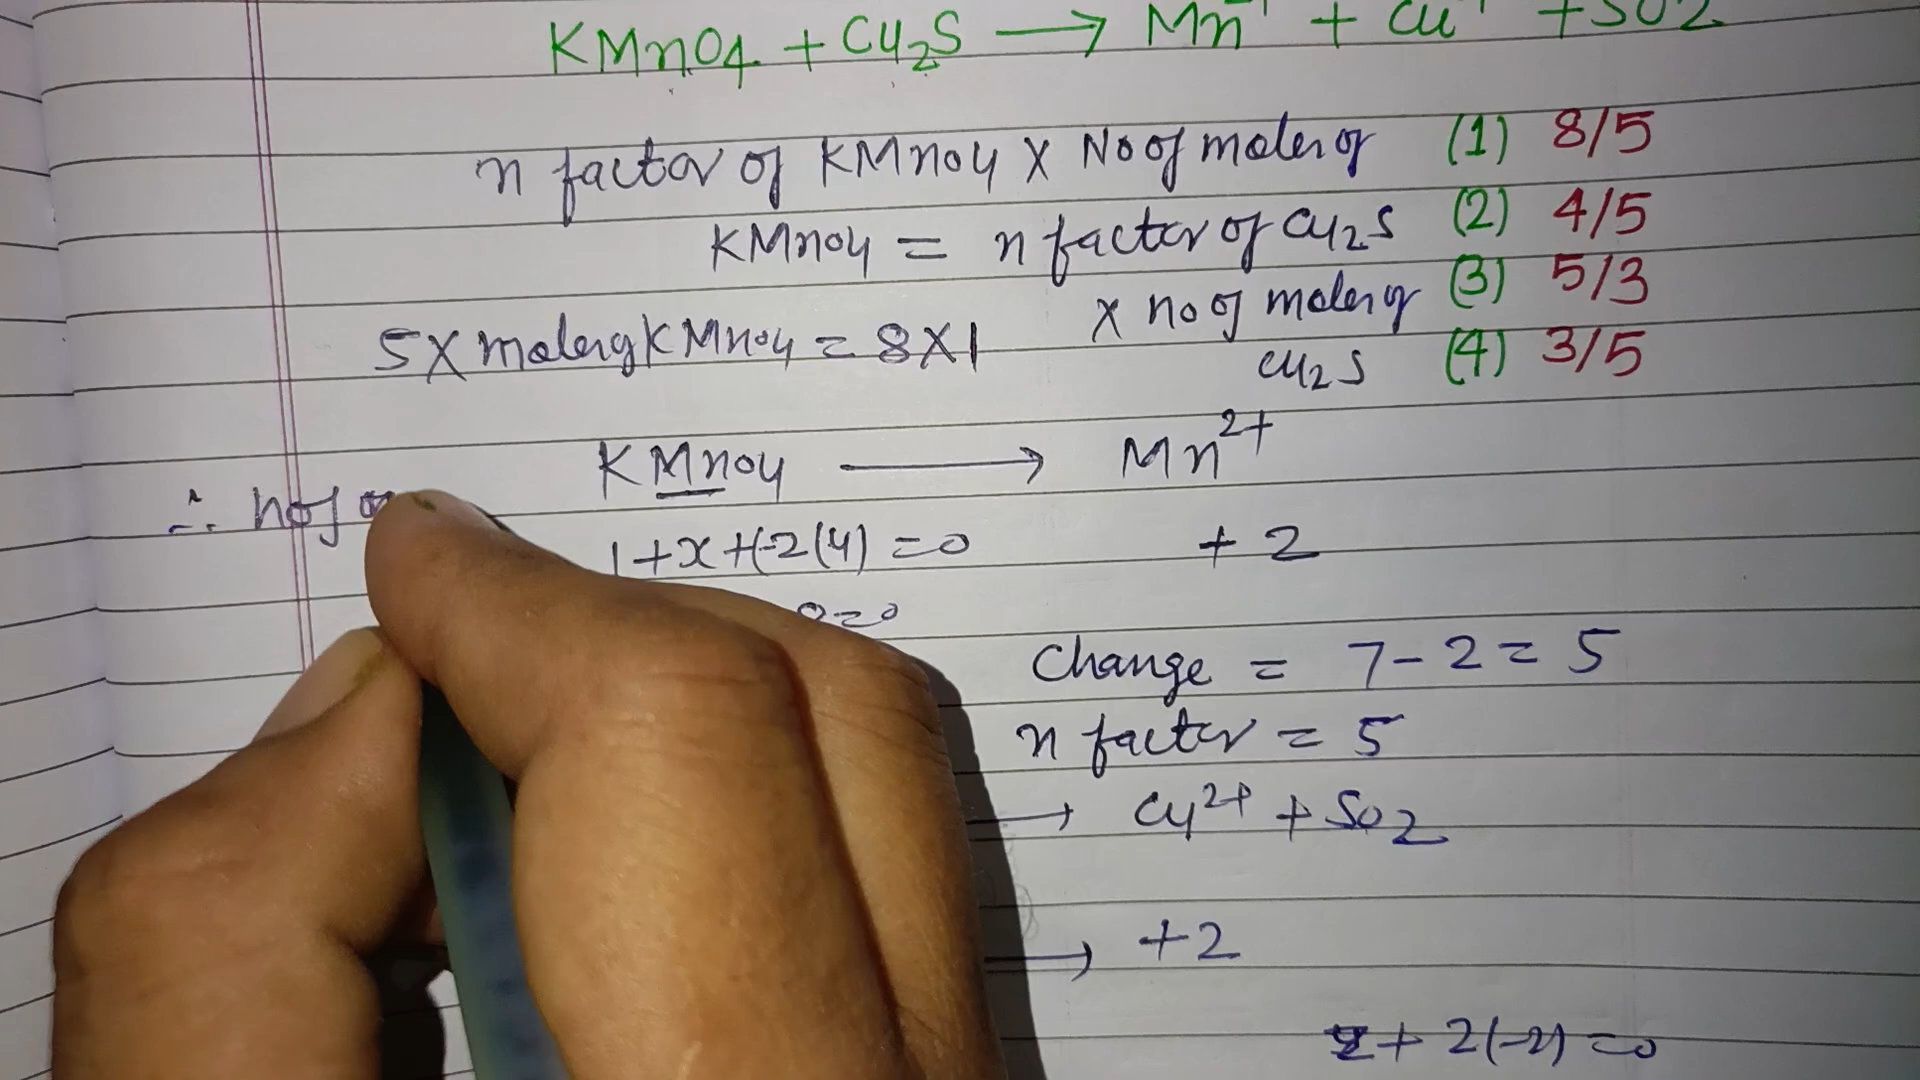 KMnO4 + Cu2S → Mn + Cu + SO2
n factor of KMnO4 X No of moles of (1) 8/5
KMnO4 = n factor of Cu2S (2) 4/5
X no of moles of (3) 5/3
5 X moles of KMnO4 = 8 X 1
Cu2S (4) 3/5
KMnO4 → Mn2+
∴ no of
1 + x + (-2(4) = 0 + 2
8 = 0
Change = 7 - 2 = 5
n factor = 5
→ Cu2+ + SO2
→ +2
+ 2(-2) = 0